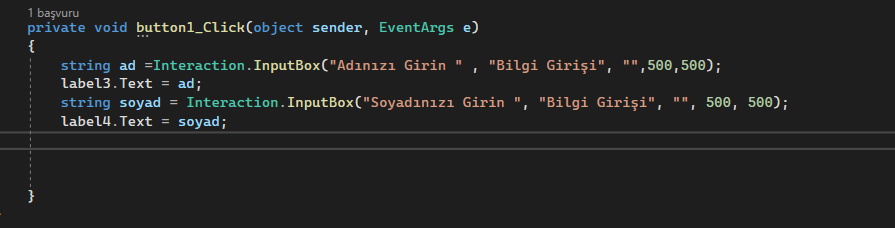 1 başvuru
private void button1_Click(object sender, EventArgs e)
{
string ad =Interaction.InputBox("Adınızı Girin " , "Bilgi Girişi", "",500,500);
label3.Text = ad;
string soyad = Interaction.InputBox("Soyadınızı Girin ", "Bilgi Girişi", "", 500, 500);
label4.Text = soyad;
}